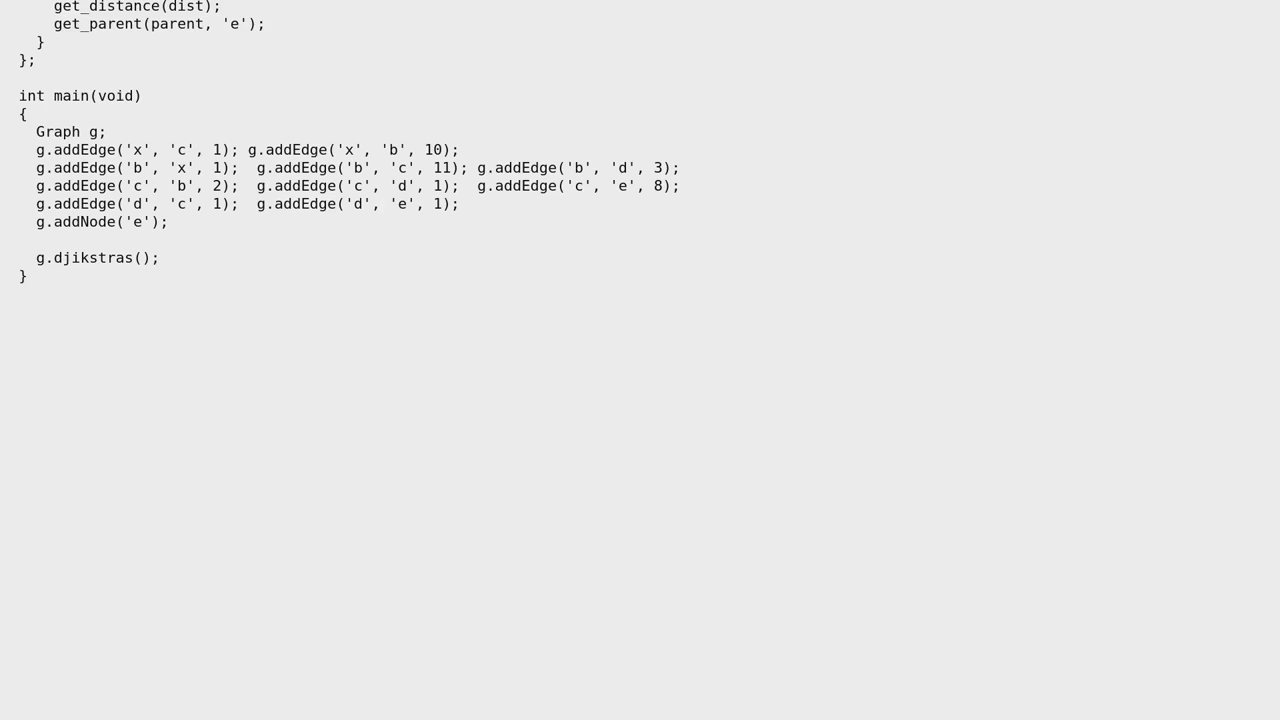 get_distance(dist);
    get_parent(parent, 'e');
  }
};

int main(void)
{
  Graph g;
  g.addEdge('x', 'c', 1); g.addEdge('x', 'b', 10);
  g.addEdge('b', 'x', 1);  g.addEdge('b', 'c', 11); g.addEdge('b', 'd', 3);
  g.addEdge('c', 'b', 2);  g.addEdge('c', 'd', 1);  g.addEdge('c', 'e', 8);
  g.addEdge('d', 'c', 1);  g.addEdge('d', 'e', 1);
  g.addNode('e');

  g.djikstras();
}